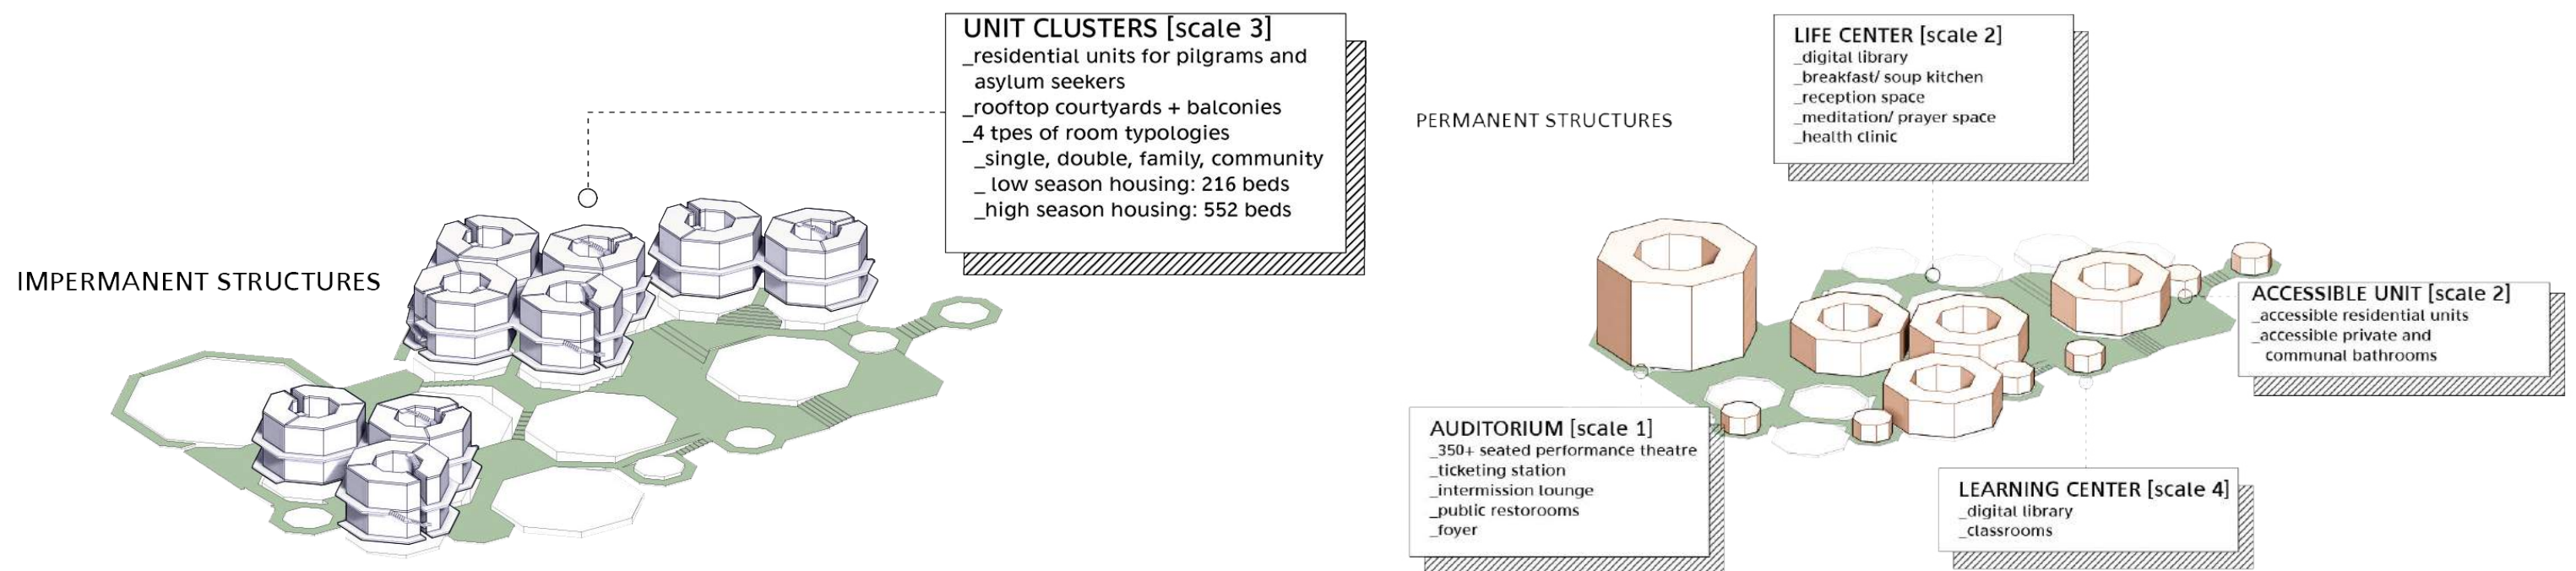 IMPERMANENT STRUCTURES
UNIT CLUSTERS [scale 3]
_residential units for pilgrams and
asylum seekers
_rooftop courtyards + balconies
_4 tpes of room typologies
_single, double, family, community
_ low season housing: 216 beds
_high season housing: 552 beds
PERMANENT STRUCTURES
LIFE CENTER [scale 2]
_digital library
_breakfast/ soup kitchen
_reception space
_meditation/ prayer space
_health clinic
ACCESSIBLE UNIT [scale 2]
_accessible residential units
_accessible private and
communal bathrooms
AUDITORIUM [scale 1]
_350+ seated performance theatre
_ticketing station
_intermission lounge
_public restorooms
_foyer
LEARNING CENTER [scale 4]
_digital library
_classrooms